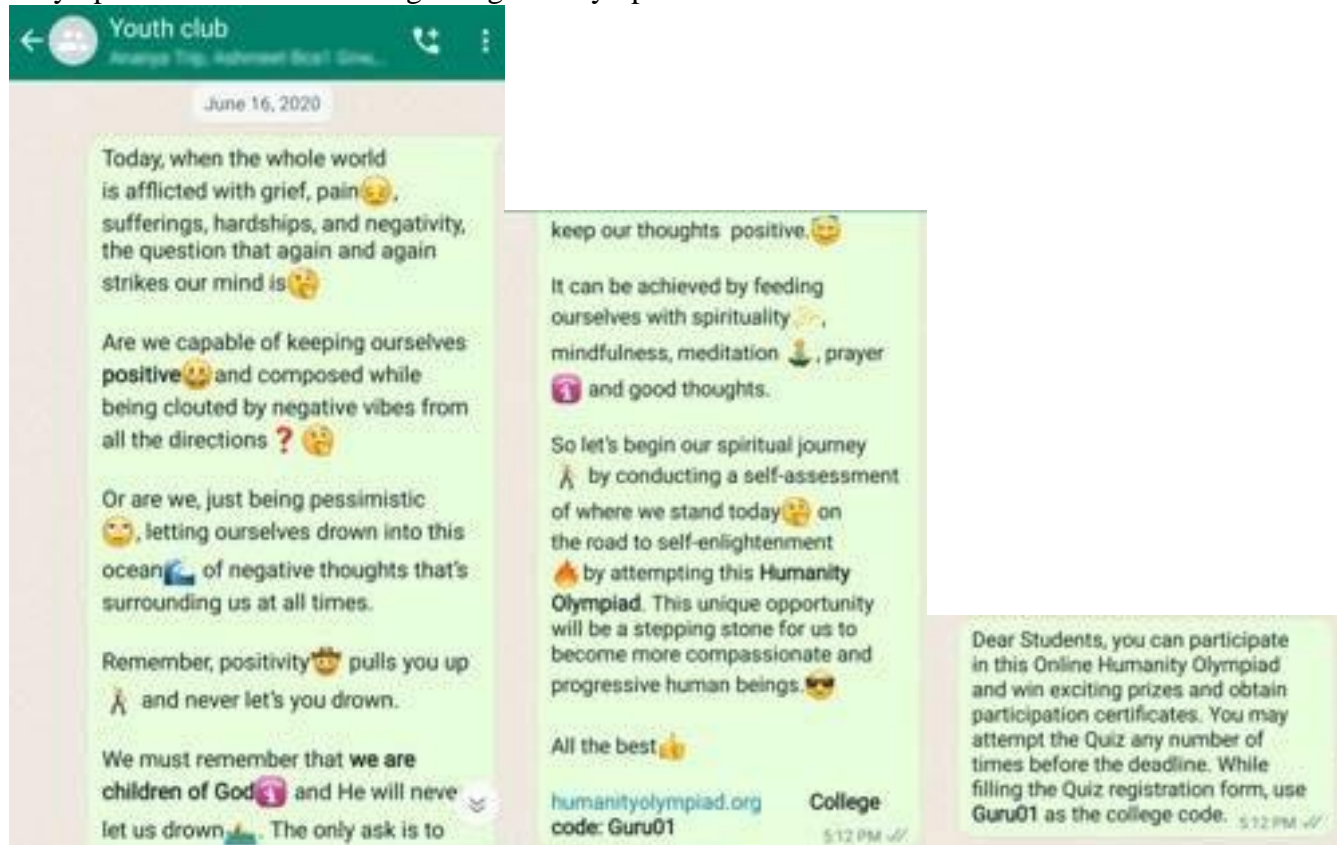 Youth club
June 16, 2020
Today, when the whole world
is afflicted with grief, pain😔,
sufferings, hardships, and negativity,
the question that again and again
strikes our mind is🤔
Are we capable of keeping ourselves
positive😃and composed while
being clouted by negative vibes from
all the directions ❓ 🤔
Or are we, just being pessimistic
🙄, letting ourselves drown into this
ocean🌊 of negative thoughts that's
surrounding us at all times.
Remember, positivity🤠 pulls you up
🚶 and never let's you drown.
We must remember that we are
children of God🛐 and He will neve
let us drown🏊. The only ask is to
keep our thoughts positive.😇
It can be achieved by feeding
ourselves with spirituality💫,
mindfulness, meditation 🧘, prayer
🛐 and good thoughts.
So let's begin our spiritual journey
🚶 by conducting a self-assessment
of where we stand today🤔 on
the road to self-enlightenment
🔥 by attempting this Humanity
Olympiad. This unique opportunity
will be a stepping stone for us to
become more compassionate and
progressive human beings.😎
All the best👍
humanityolympiad.org College
code: Guru01
5:12 PM
Dear Students, you can participate
in this Online Humanity Olympiad
and win exciting prizes and obtain
participation certificates. You may
attempt the Quiz any number of
times before the deadline. While
filling the Quiz registration form, use
Guru01 as the college code. 5:12 PM